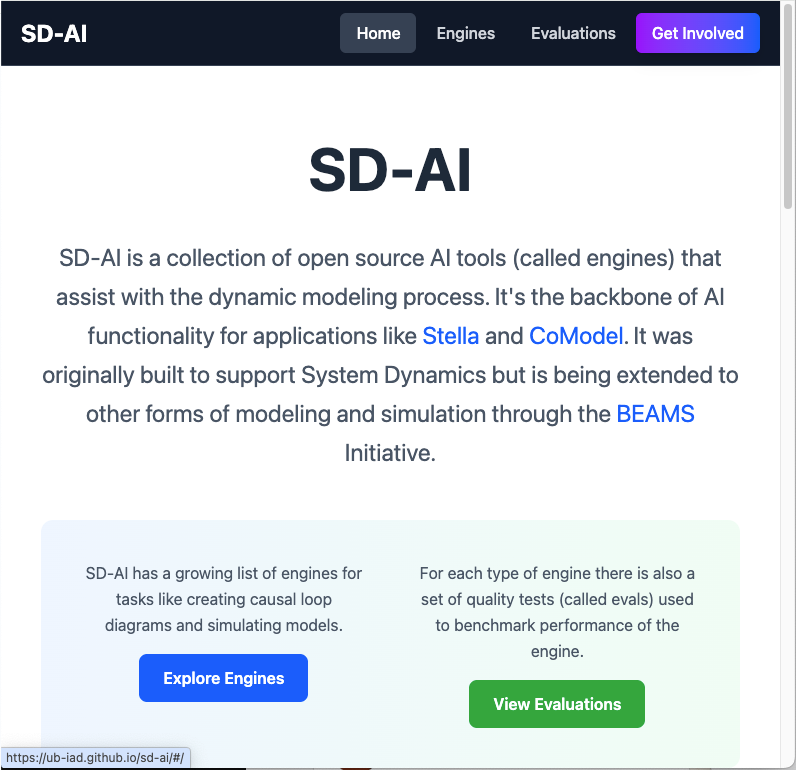 SD-AI
Home
Engines
Evaluations
Get Involved
SD-AI
SD-AI is a collection of open source AI tools (called engines) that
assist with the dynamic modeling process. It's the backbone of AI
functionality for applications like Stella and CoModel. It was
originally built to support System Dynamics but is being extended to
other forms of modeling and simulation through the BEAMS
Initiative.
SD-AI has a growing list of engines for
tasks like creating causal loop
diagrams and simulating models.
Explore Engines
For each type of engine there is also a
set of quality tests (called evals) used
to benchmark performance of the
engine.
View Evaluations
https://ub-iad.github.io/sd-ai/#/